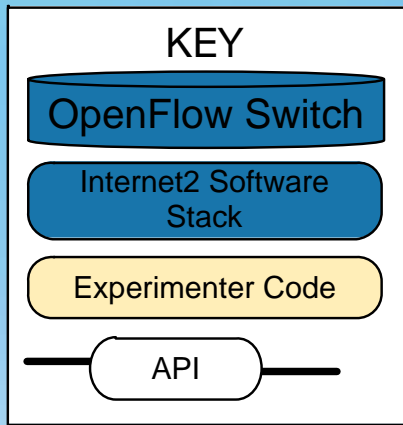 KEY
OpenFlow Switch
Internet2 Software
Stack
Experimenter Code
API